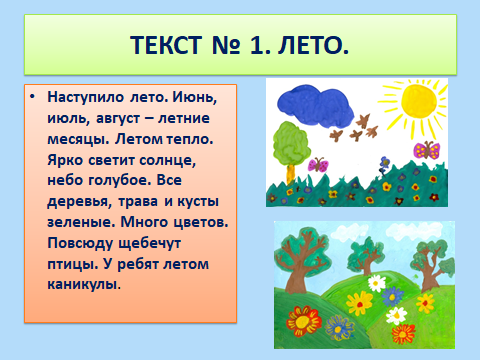 ТЕКСТ № 1. ЛЕТО.
• Наступило лето. Июнь,
июль, август – летние
месяцы. Летом тепло.
Ярко светит солнце,
небо голубое. Все
деревья, трава и кусты
зеленые. Много цветов.
Повсюду щебечут
птицы. У ребят летом
каникулы.